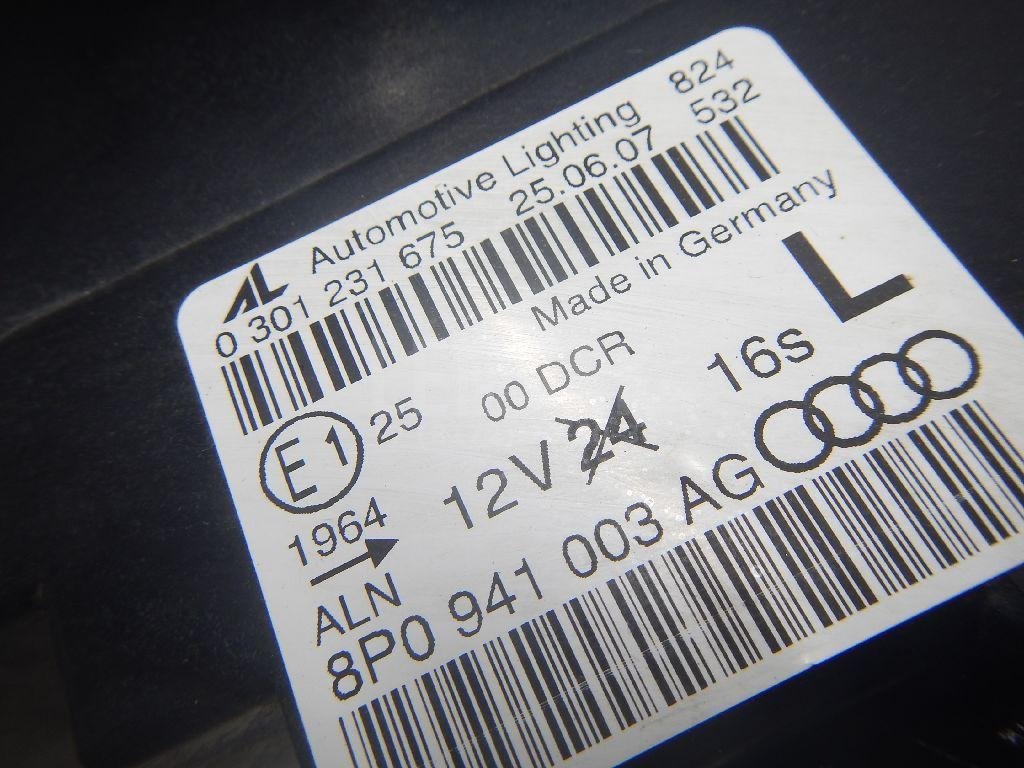 AL Automotive Lighting 824
0 301 231 675 25.06.07 532
Made in Germany
L
E1 25 00 DCR 16s
1964 12V 24
ALN
8P0 941 003 AG